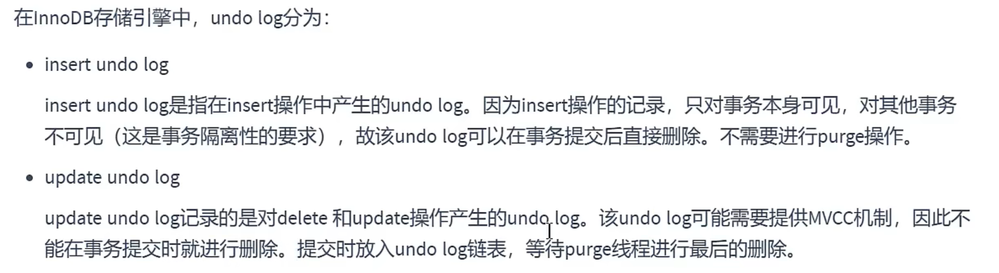 在InnoDB存储引擎中，undo log分为：
insert undo log
insert undo log是指在insert操作中产生的undo log。因为insert操作的记录，只对事务本身可见，对其他事务
不可见（这是事务隔离性的要求），故该undo log可以在事务提交后直接删除。不需要进行purge操作。
update undo log
update undo log记录的是对delete 和update操作产生的undo log。该undo log可能需要提供MVCC机制，因此不
能在事务提交时就进行删除。提交时放入undo log链表，等待purge线程进行最后的删除。